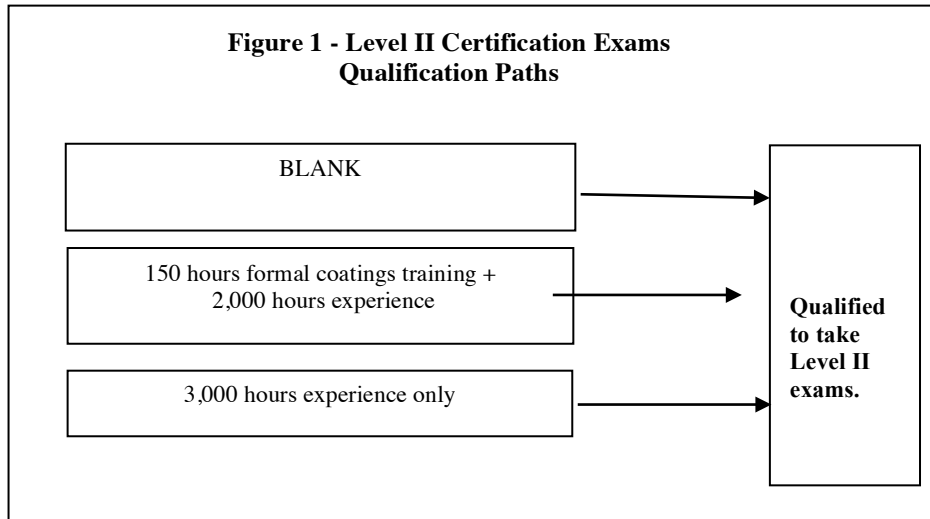 Figure 1 - Level II Certification Exams
Qualification Paths
BLANK
150 hours formal coatings training +
2,000 hours experience
3,000 hours experience only
Qualified
to take
Level II
exams.